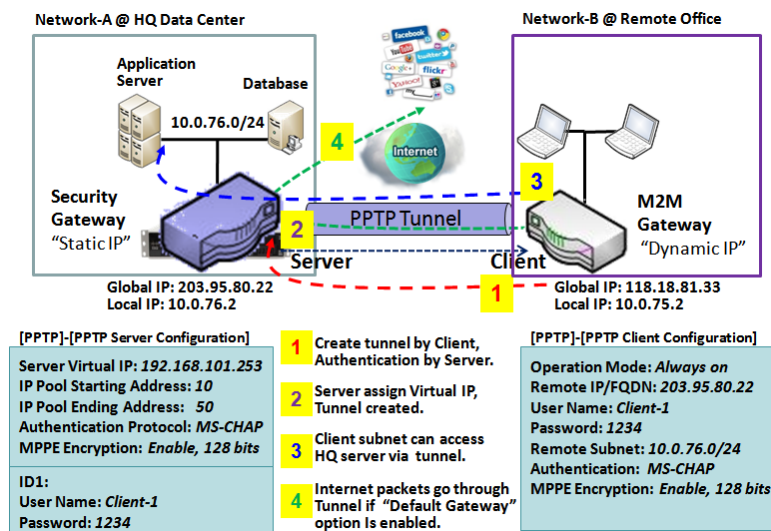 Network-A @ HQ Data Center
Network-B @ Remote Office
Application
Server
Database
10.0.76.0/24
facebook
YouTube
twitter
Google+
flickr
YAHOO!
my
Internet
4
3
Security
Gateway
“Static IP”
PPTP Tunnel
2
M2M
Gateway
“Dynamic IP”
Server
Client
1
Global IP: 203.95.80.22
Local IP: 10.0.76.2
Global IP: 118.18.81.33
Local IP: 10.0.75.2
[PPTP]-[PPTP Server Configuration]
Server Virtual IP: 192.168.101.253
IP Pool Starting Address: 10
IP Pool Ending Address: 50
Authentication Protocol: MS-CHAP
MPPE Encryption: Enable, 128 bits
ID1:
User Name: Client-1
Password: 1234
1 Create tunnel by Client,
Authentication by Server.
2 Server assign Virtual IP,
Tunnel created.
3 Client subnet can access
HQ server via tunnel.
4 Internet packets go through
Tunnel if “Default Gateway”
option Is enabled.
[PPTP]-[PPTP Client Configuration]
Operation Mode: Always on
Remote IP/FQDN: 203.95.80.22
User Name: Client-1
Password: 1234
Remote Subnet: 10.0.76.0/24
Authentication: MS-CHAP
MPPE Encryption: Enable, 128 bits